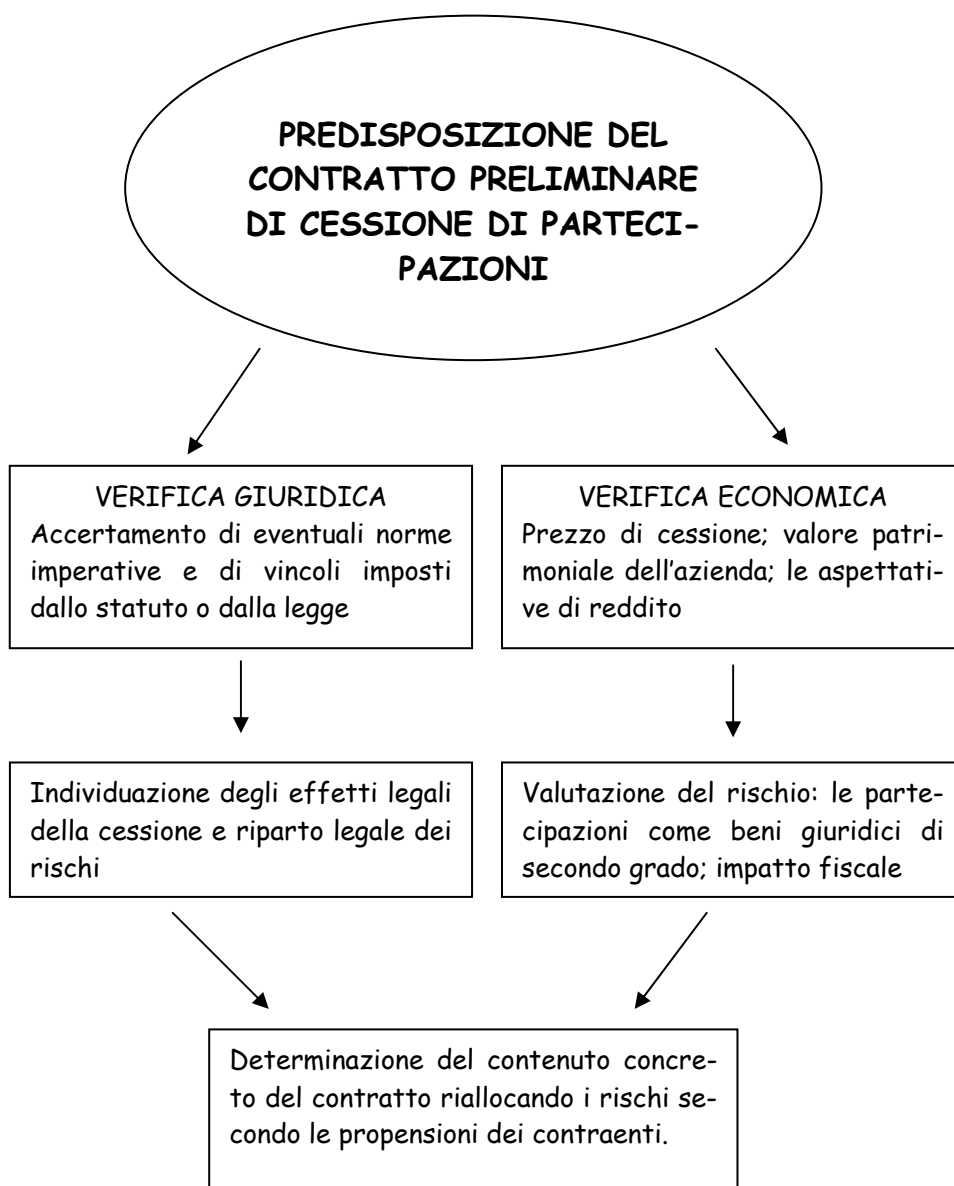 PREDISPOSIZIONE DEL
CONTRATTO PRELIMINARE
DI CESSIONE DI PARTECI-
PAZIONI
VERIFICA GIURIDICA
Accertamento di eventuali norme
imperative e di vincoli imposti
dallo statuto o dalla legge
VERIFICA ECONOMICA
Prezzo di cessione; valore patri-
moniale dell'azienda; le aspettati-
ve di reddito
Individuazione degli effetti legali
della cessione e riparto legale dei
rischi
Valutazione del rischio: le parte-
cipazioni come beni giuridici di
secondo grado; impatto fiscale
Determinazione del contenuto concre-
to del contratto riallocando i rischi se-
condo le propensioni dei contraenti.